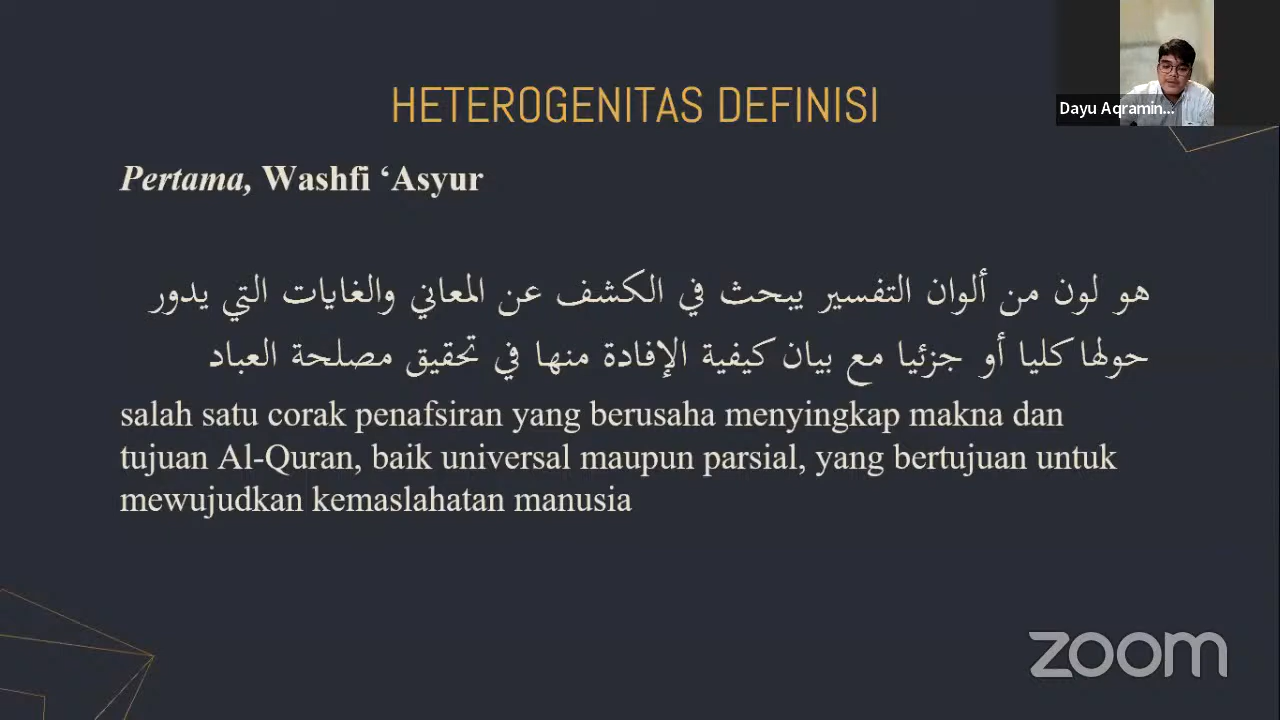 Dayu Aqramin...
HETEROGENITAS DEFINISI
Pertama, Washfi ‘Asyur
هو لون من ألوان التفسير يبحث في الكشف عن المعاني والغايات التي يدور
حولها كليا أو جزئيا مع بيان كيفية الإفادة منها في تحقيق مصلحة العباد
salah satu corak penafsiran yang berusaha menyingkap makna dan
tujuan Al-Quran, baik universal maupun parsial, yang bertujuan untuk
mewujudkan kemaslahatan manusia
zoom